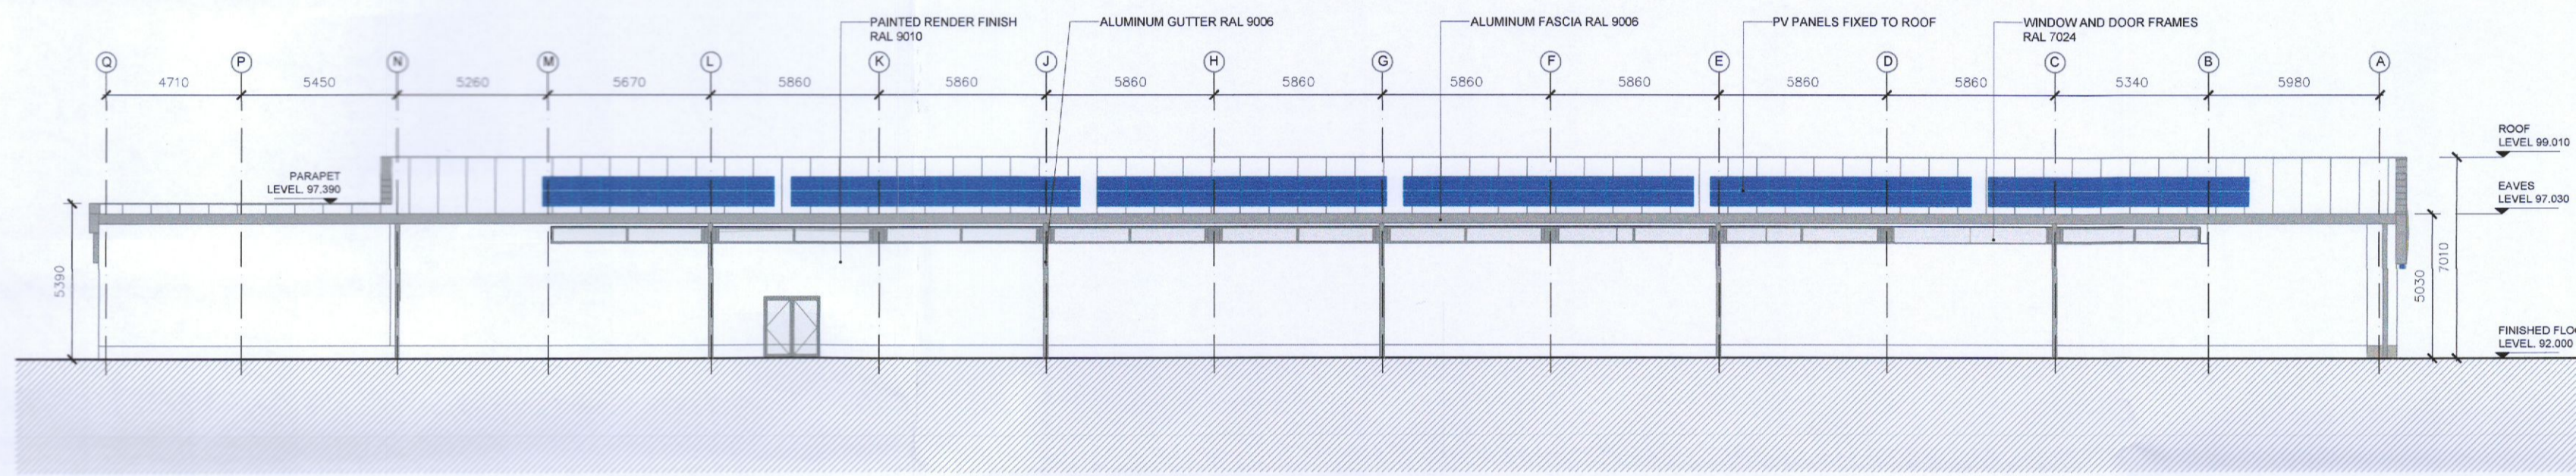 PAINTED RENDER FINISH
RAL 9010
ALUMINUM GUTTER RAL 9006
ALUMINUM FASCIA RAL 9006
PV PANELS FIXED TO ROOF
WINDOW AND DOOR FRAMES
RAL 7024
Q P N M L K J H G F E D C B A
4710 5450 5260 5670 5860 5860 5860 5860 5860 5860 5860 5860 5340 5980
ROOF
LEVEL 99.010
PARAPET
LEVEL. 97.390
EAVES
LEVEL 97.030
5390
5030
7010
FINISHED FLO
LEVEL. 92.000